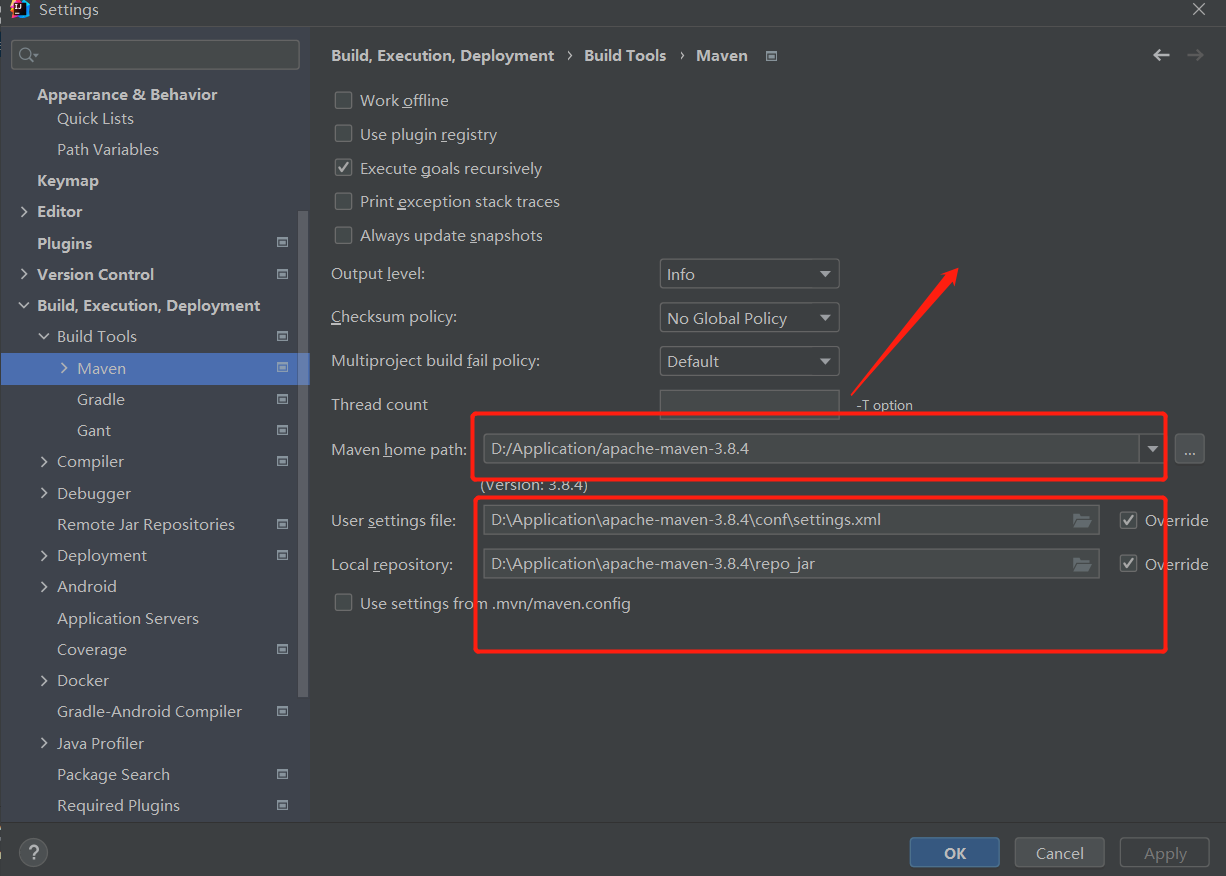 Settings
Appearance & Behavior
Quick Lists
Path Variables
Keymap
Editor
Plugins
Version Control
Build, Execution, Deployment
Build Tools
Maven
Gradle
Gant
Compiler
Debugger
Remote Jar Repositories
Deployment
Android
Application Servers
Coverage
Docker
Gradle-Android Compiler
Java Profiler
Package Search
Required Plugins
Build, Execution, Deployment › Build Tools › Maven
Work offline
Use plugin registry
Execute goals recursively
Print exception stack traces
Always update snapshots
Output level: Info
Checksum policy: No Global Policy
Multiproject build fail policy: Default
Thread count -T option
Maven home path: D:/Application/apache-maven-3.8.4 ...
(Version: 3.8.4)
User settings file: D:\Application\apache-maven-3.8.4\conf\settings.xml Override
Local repository: D:\Application\apache-maven-3.8.4\repo_jar Override
Use settings from .mvn/maven.config
? OK Cancel Apply